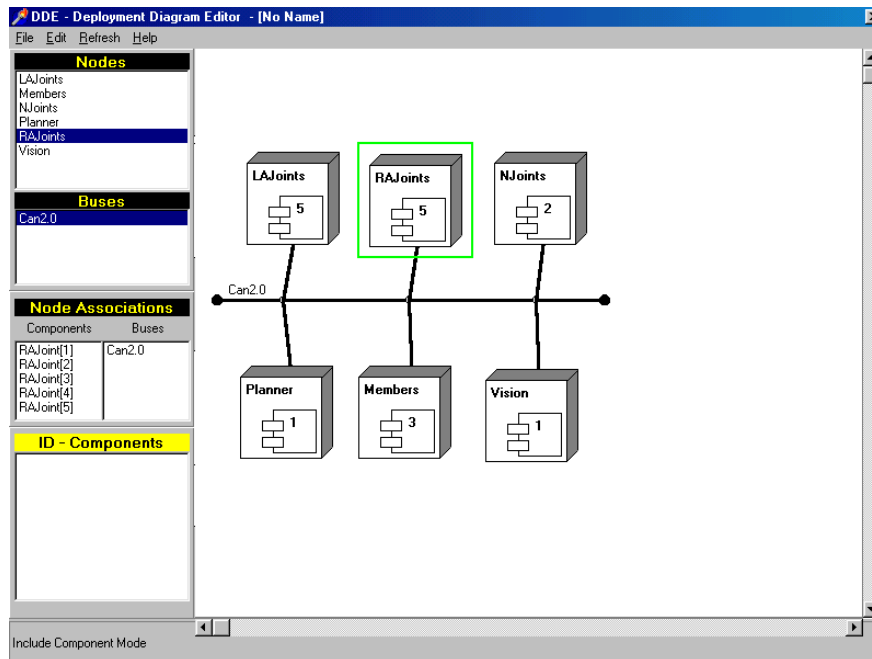 DDE - Deployment Diagram Editor - [No Name]
File Edit Refresh Help
Nodes
LAJoints
Members
NJoints
Planner
RAJoints
Vision
Buses
Can2.0
Node Associations
Components Buses
RAJoint[1] Can2.0
RAJoint[2]
RAJoint[3]
RAJoint[4]
RAJoint[5]
ID - Components
Include Component Mode
LAJoints
5
RAJoints
5
NJoints
2
Can2.0
Planner
1
Members
3
Vision
1